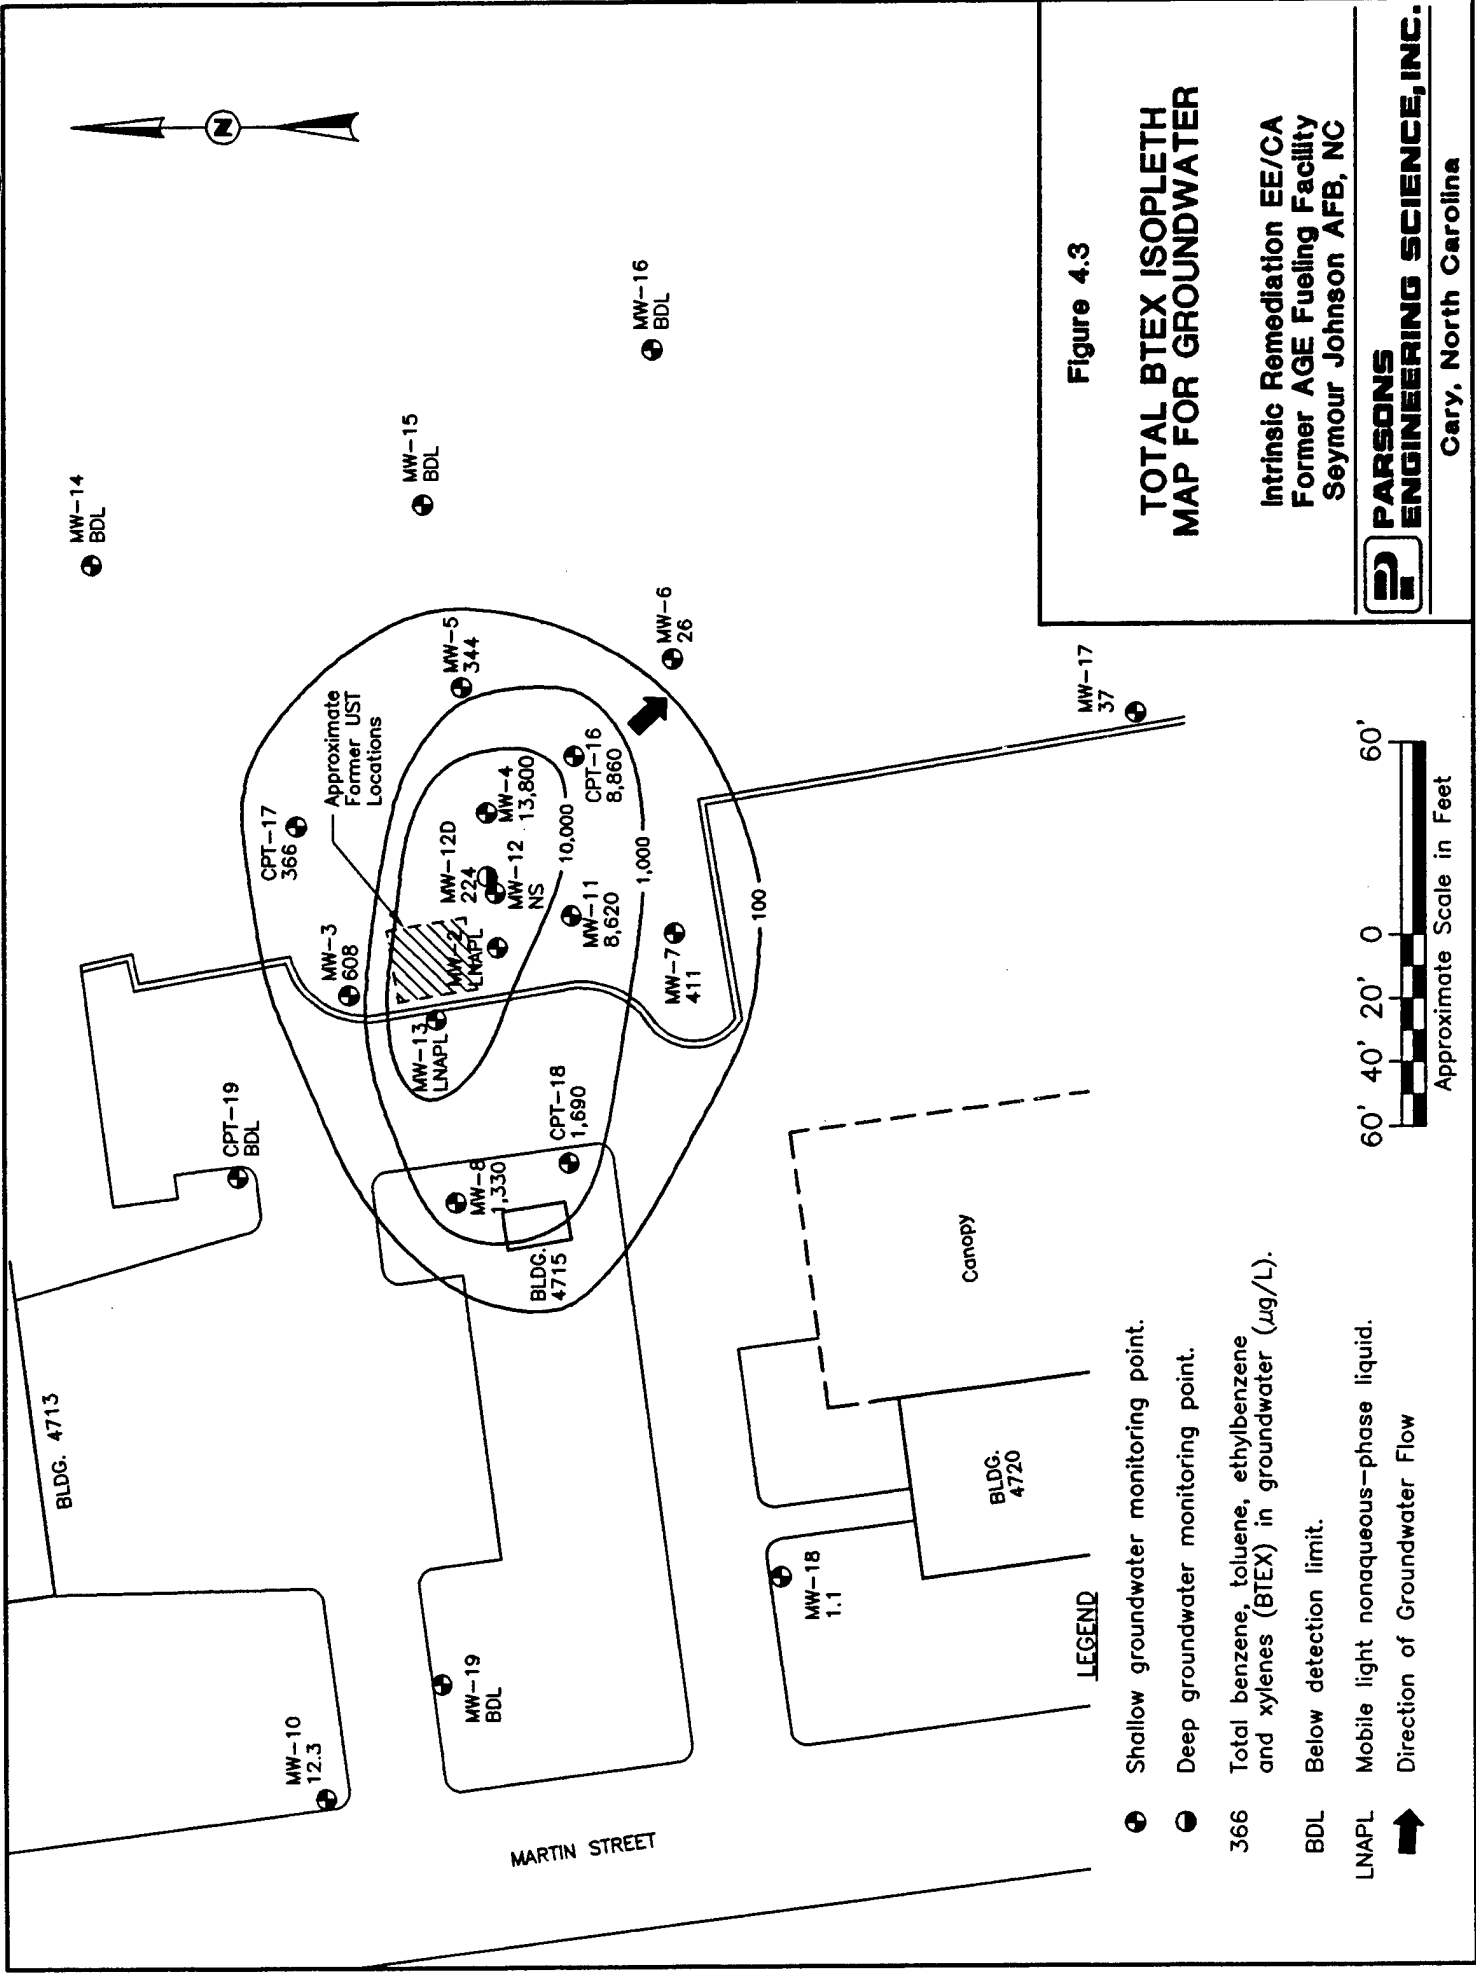 N
MW-14
BDL
MW-15
BDL
MW-16
BDL
MW-5
344
MW-6
26
MW-17
37
Approximate
Former UST
Locations
CPT-17
366
MW-4
13,800
CPT-16
8,860
MW-12D
224
MW-12
NS
10,000
1,000
100
MW-3
608
MW-2
LNAPL
MW-11
8,620
MW-7
411
MW-13
LNAPL
CPT-19
BDL
CPT-18
1,690
MW-8
1,330
BLDG.
4715
BLDG. 4713
Canopy
BLDG.
4720
MW-18
1.1
MW-19
BDL
MW-10
12.3
MARTIN STREET
LEGEND
Shallow groundwater monitoring point.
Deep groundwater monitoring point.
366 Total benzene, toluene, ethylbenzene
and xylenes (BTEX) in groundwater (µg/L).
BDL Below detection limit.
LNAPL Mobile light nonaqueous-phase liquid.
Direction of Groundwater Flow
60' 40' 20' 0 60'
Approximate Scale in Feet
Figure 4.3
TOTAL BTEX ISOPLETH
MAP FOR GROUNDWATER
Intrinsic Remediation EE/CA
Former AGE Fueling Facility
Seymour Johnson AFB, NC
PARSONS
ENGINEERING SCIENCE, INC.
Cary, North Carolina